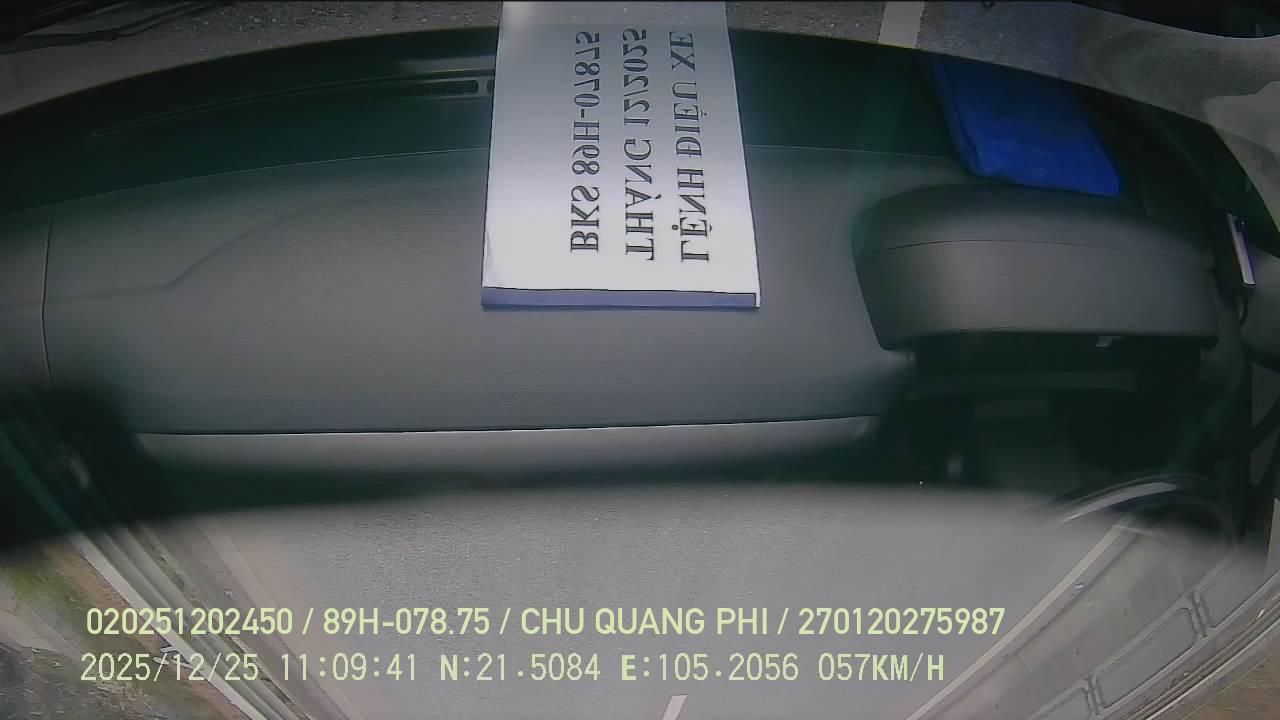 LỆNH ĐIỀU XE
THÁNG 12/2025
BKS 89H-07875
020251202450 / 89H-078.75 / CHU QUANG PHI / 270120275987
2025/12/25 11:09:41 N:21.5084 E:105.2056 057KM/H